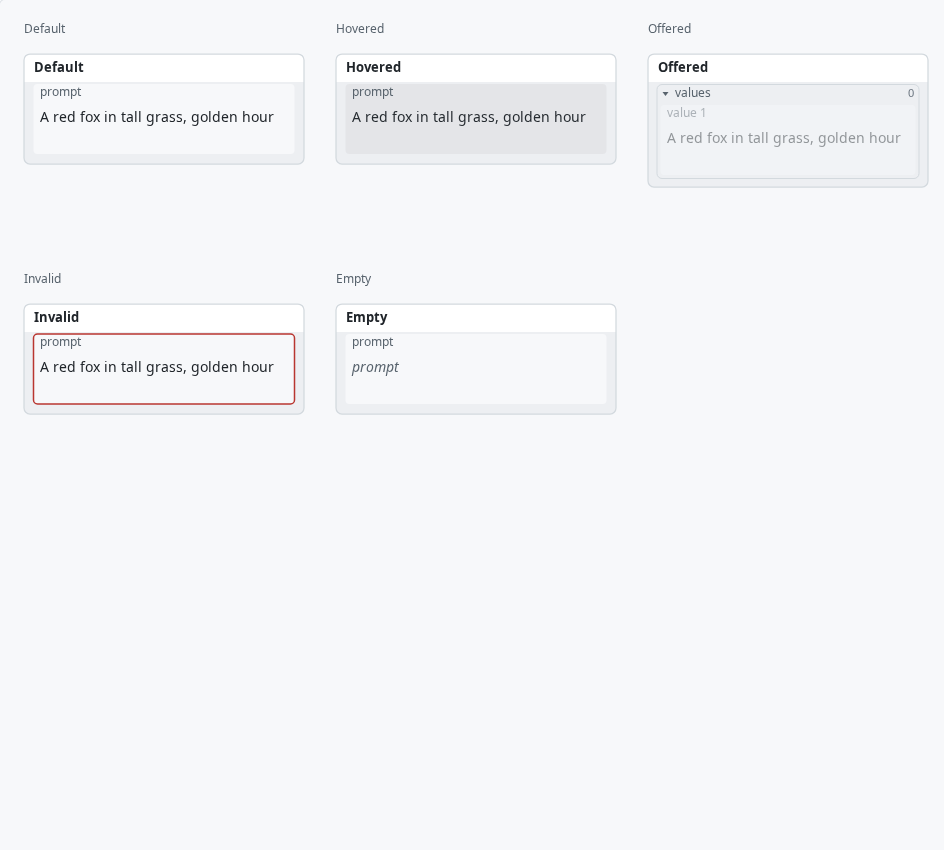 Default
Default
prompt
A red fox in tall grass, golden hour
Hovered
Hovered
prompt
A red fox in tall grass, golden hour
Offered
Offered
values 0
value 1
A red fox in tall grass, golden hour
Invalid
Invalid
prompt
A red fox in tall grass, golden hour
Empty
Empty
prompt
prompt